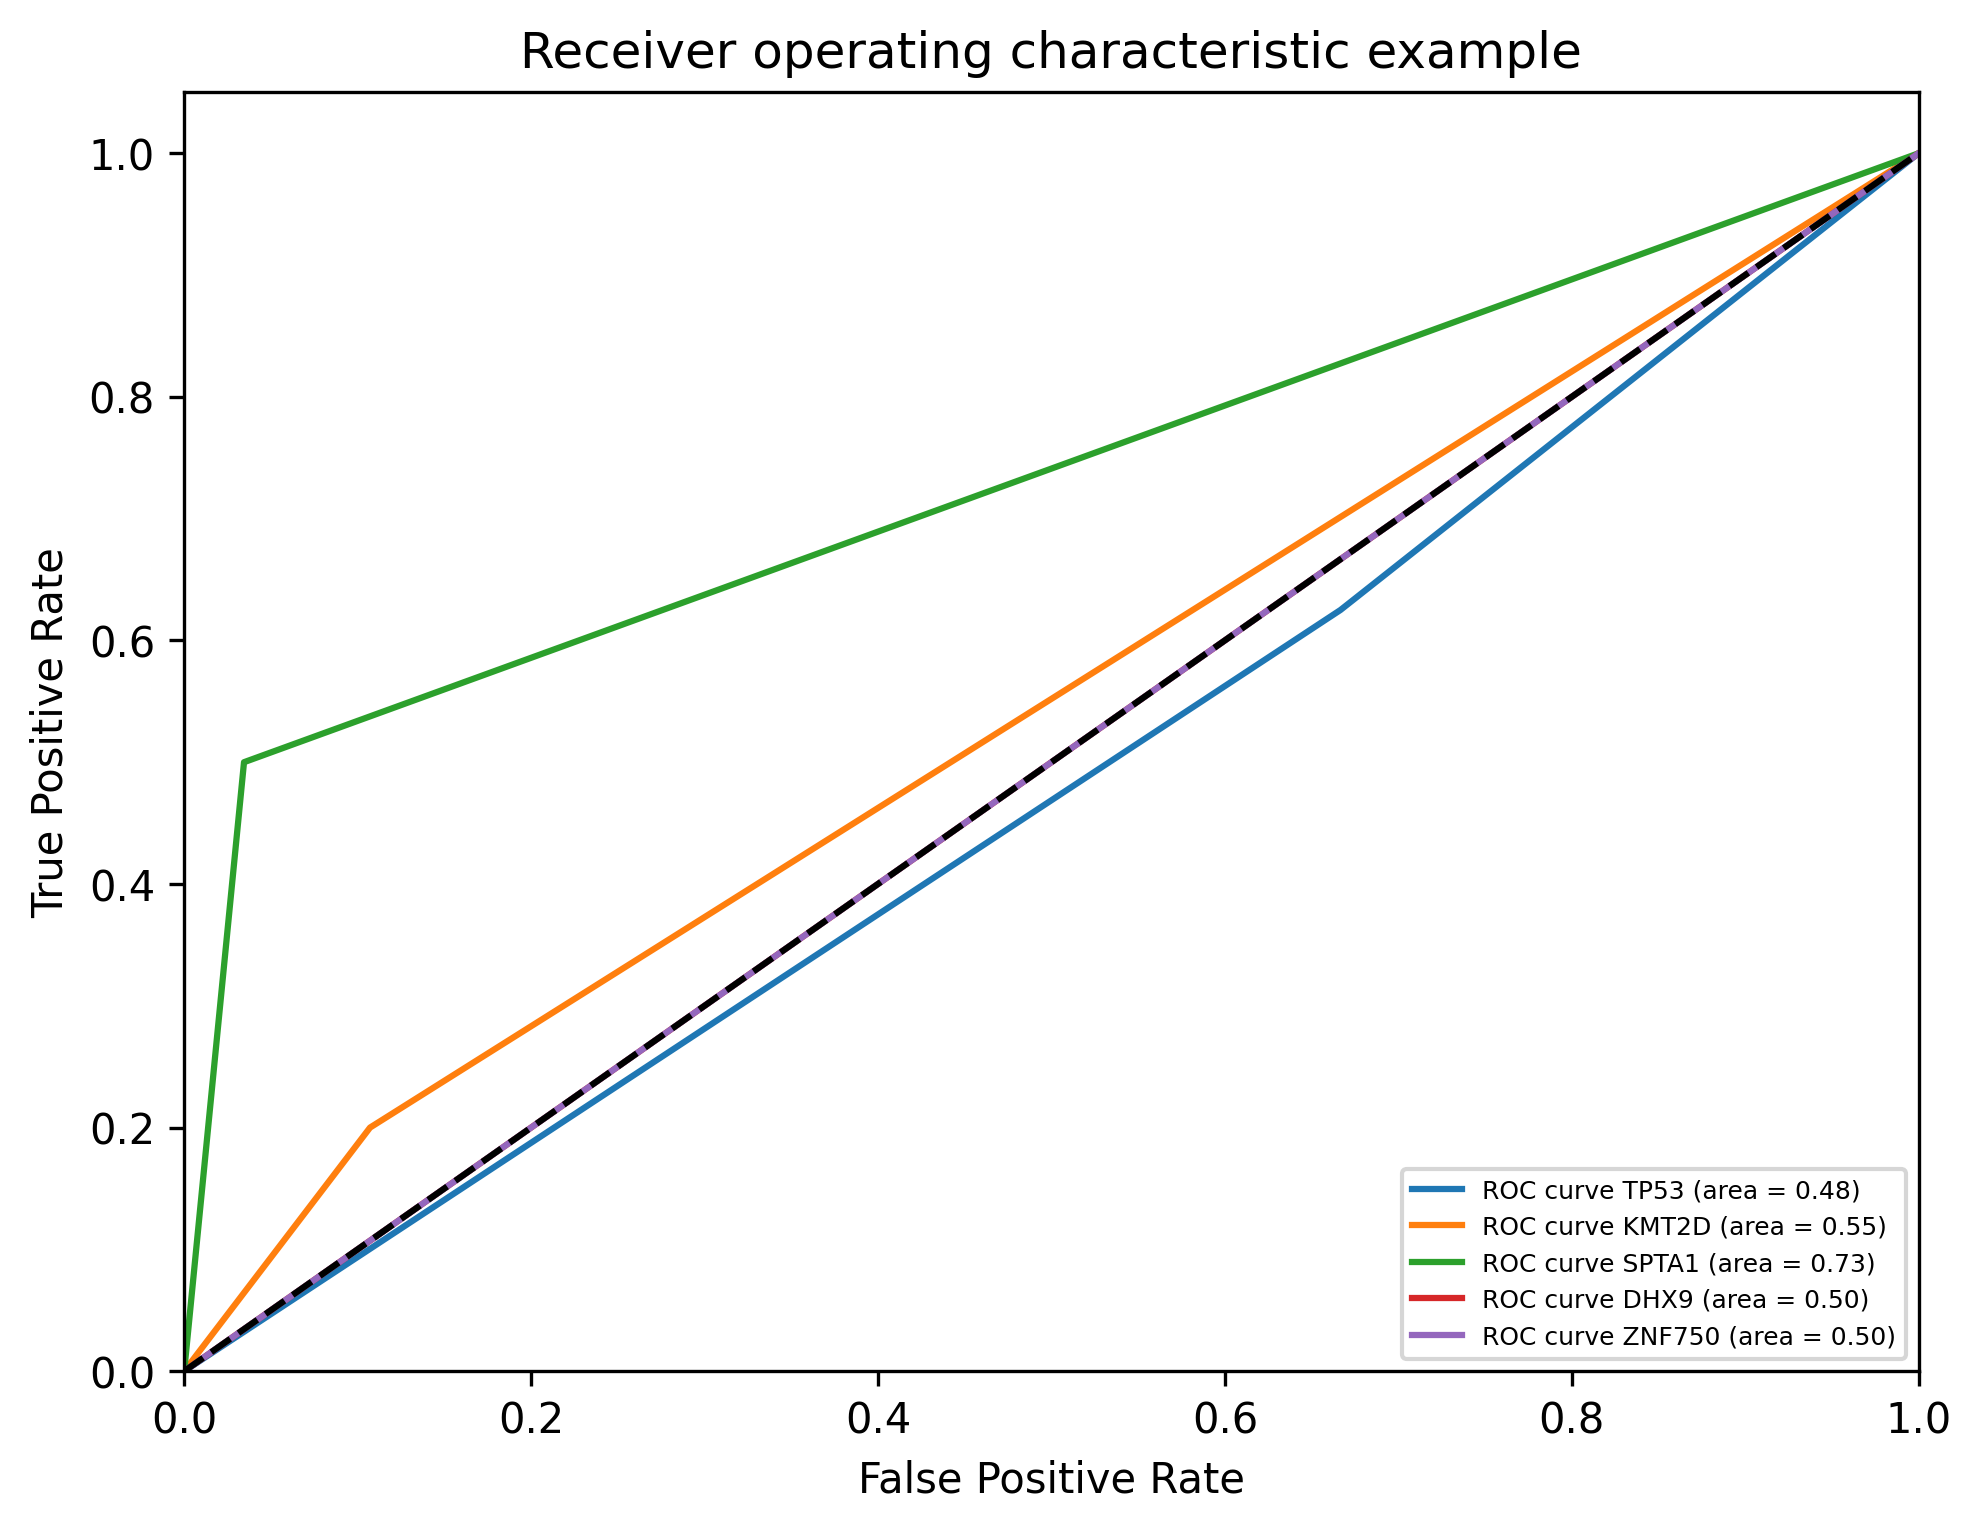 Receiver operating characteristic example
True Positive Rate
1.0
0.8
0.6
0.4
0.2
0.0
ROC curve TP53 (area = 0.48)
ROC curve KMT2D (area = 0.55)
ROC curve SPTA1 (area = 0.73)
ROC curve DHX9 (area = 0.50)
ROC curve ZNF750 (area = 0.50)
0.0 0.2 0.4 0.6 0.8 1.0
False Positive Rate